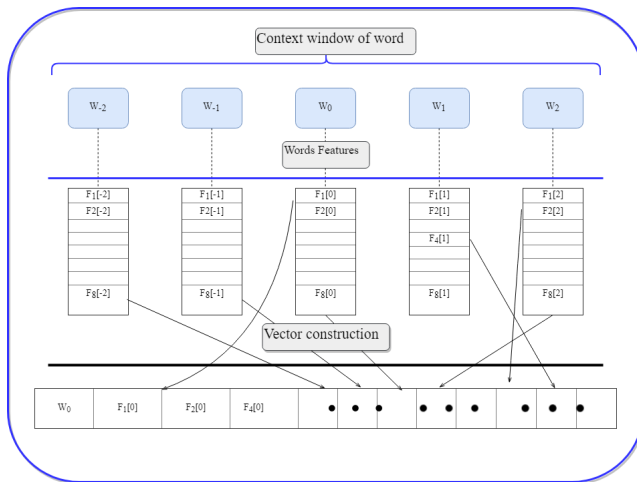 Context window of word
W-2 W-1 W0 W1 W2
Words Features
F1[-2] F1[-1] F1[0] F1[1] F1[2]
F2[-2] F2[-1] F2[0] F2[1] F2[2]
F4[1]
F8[-2] F8[-1] F8[0] F8[1] F8[2]
Vector construction
W0 F1[0] F2[0] F4[0]